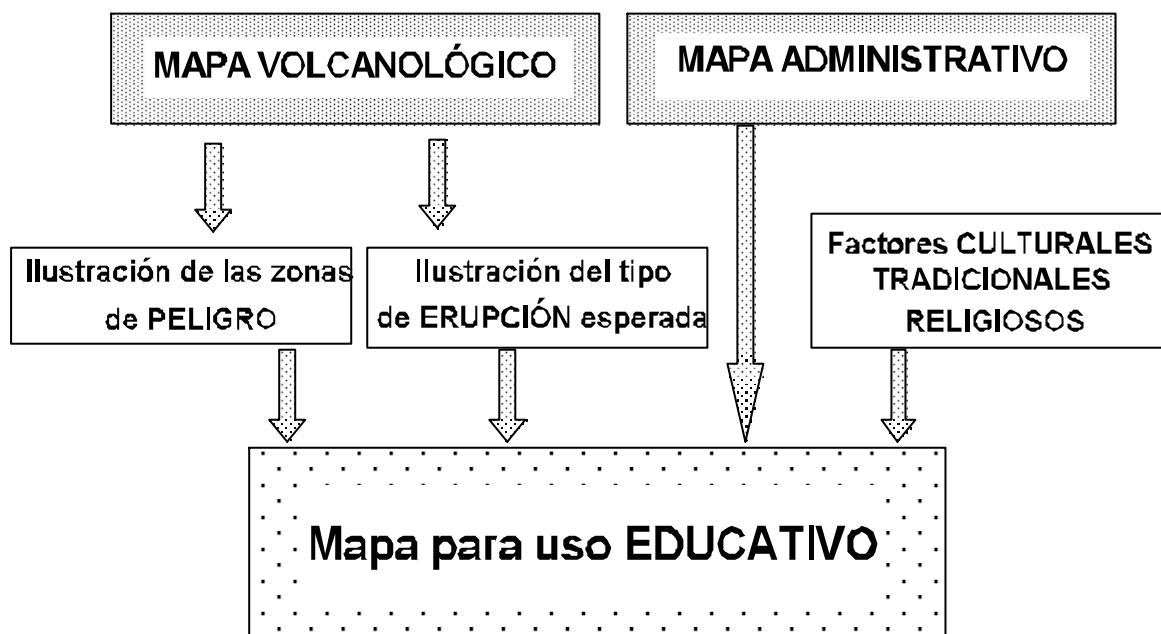 MAPA VOLCANOLÓGICO
MAPA ADMINISTRATIVO
Ilustración de las zonas
de PELIGRO
Ilustración del tipo
de ERUPCIÓN esperada
Factores CULTURALES
TRADICIONALES
RELIGIOSOS
Mapa para uso EDUCATIVO